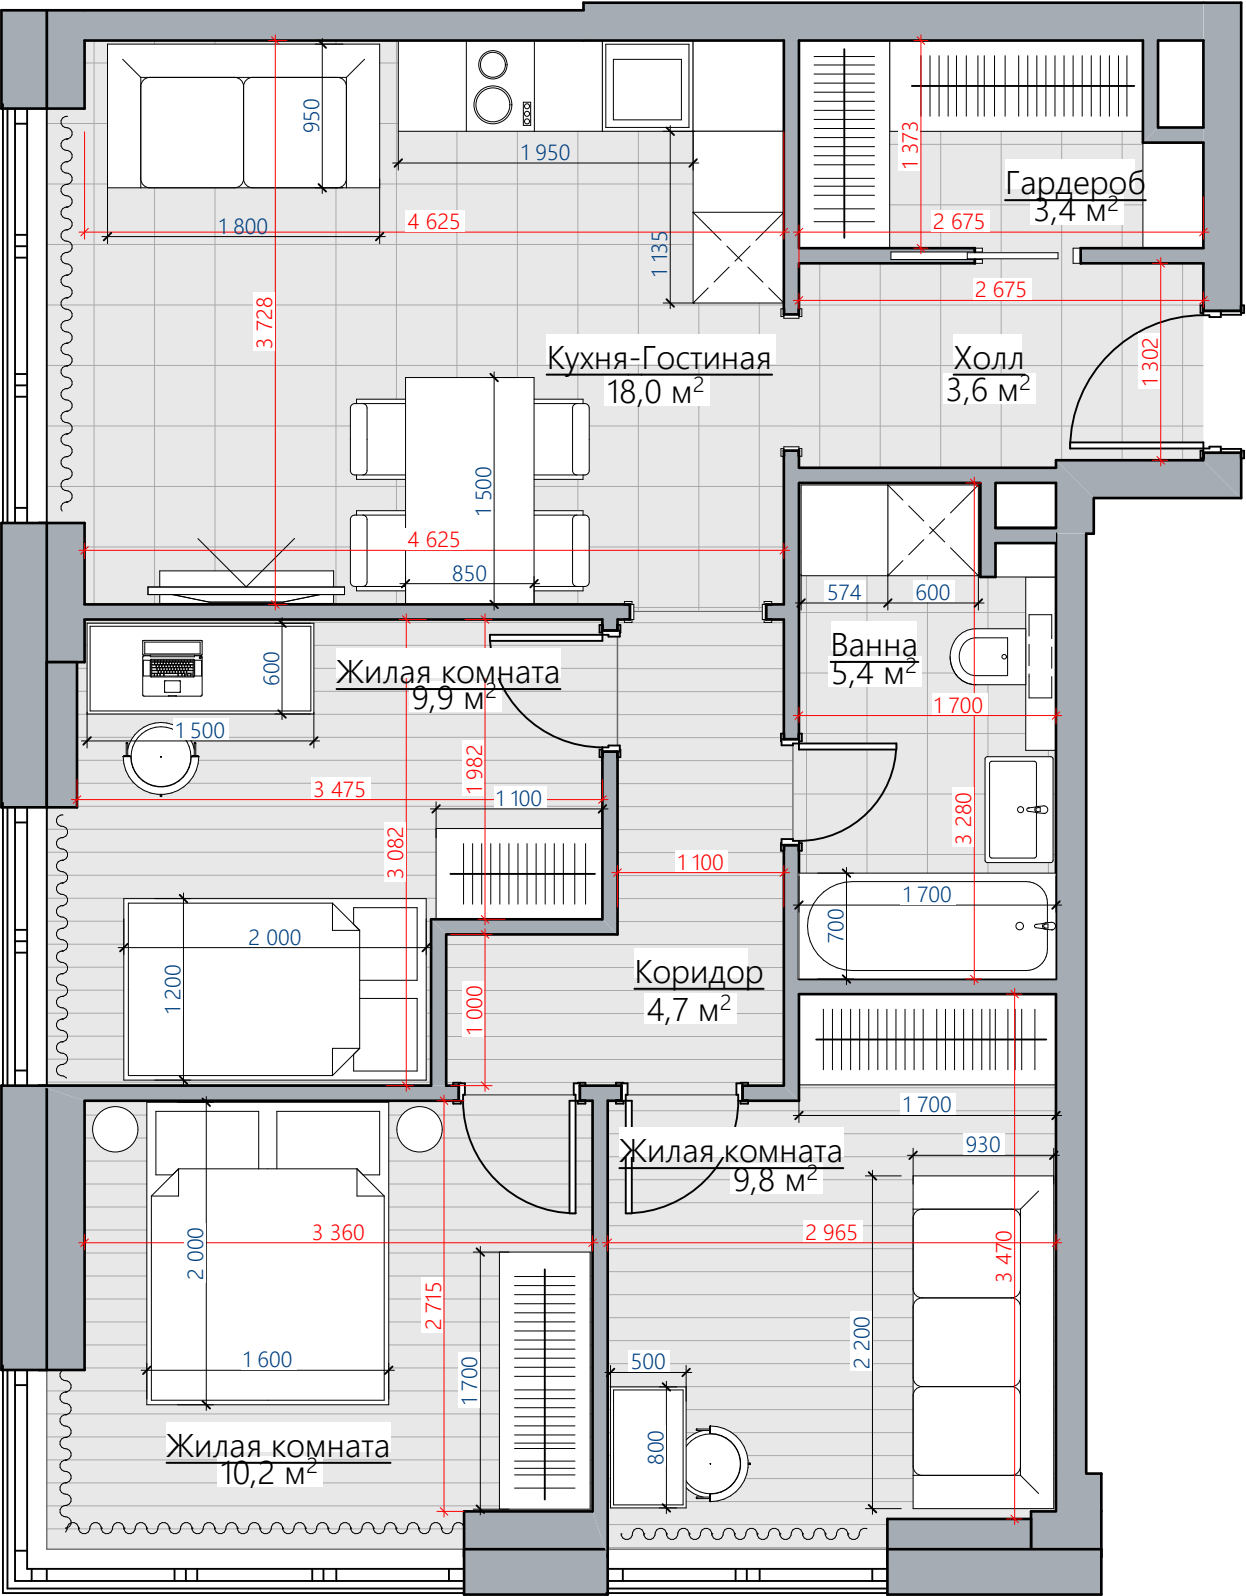 950
1 950
1 373
Гардероб
3,4 м²
1 800
4 625
1 135
2 675
2 675
3 728
Кухня-Гостиная
18,0 м²
Холл
3,6 м²
1 302
1 500
4 625
850
574
600
Ванна
5,4 м²
600
Жилая комната
9,9 м²
1 700
1 500
1 982
3 475
1 100
3 280
3 082
1 100
1 700
700
2 000
1 200
Коридор
4,7 м²
1 000
1 700
Жилая комната
9,8 м²
930
3 360
2 965
2 000
3 470
2 715
2 200
1 600
1 700
500
800
Жилая комната
10,2 м²